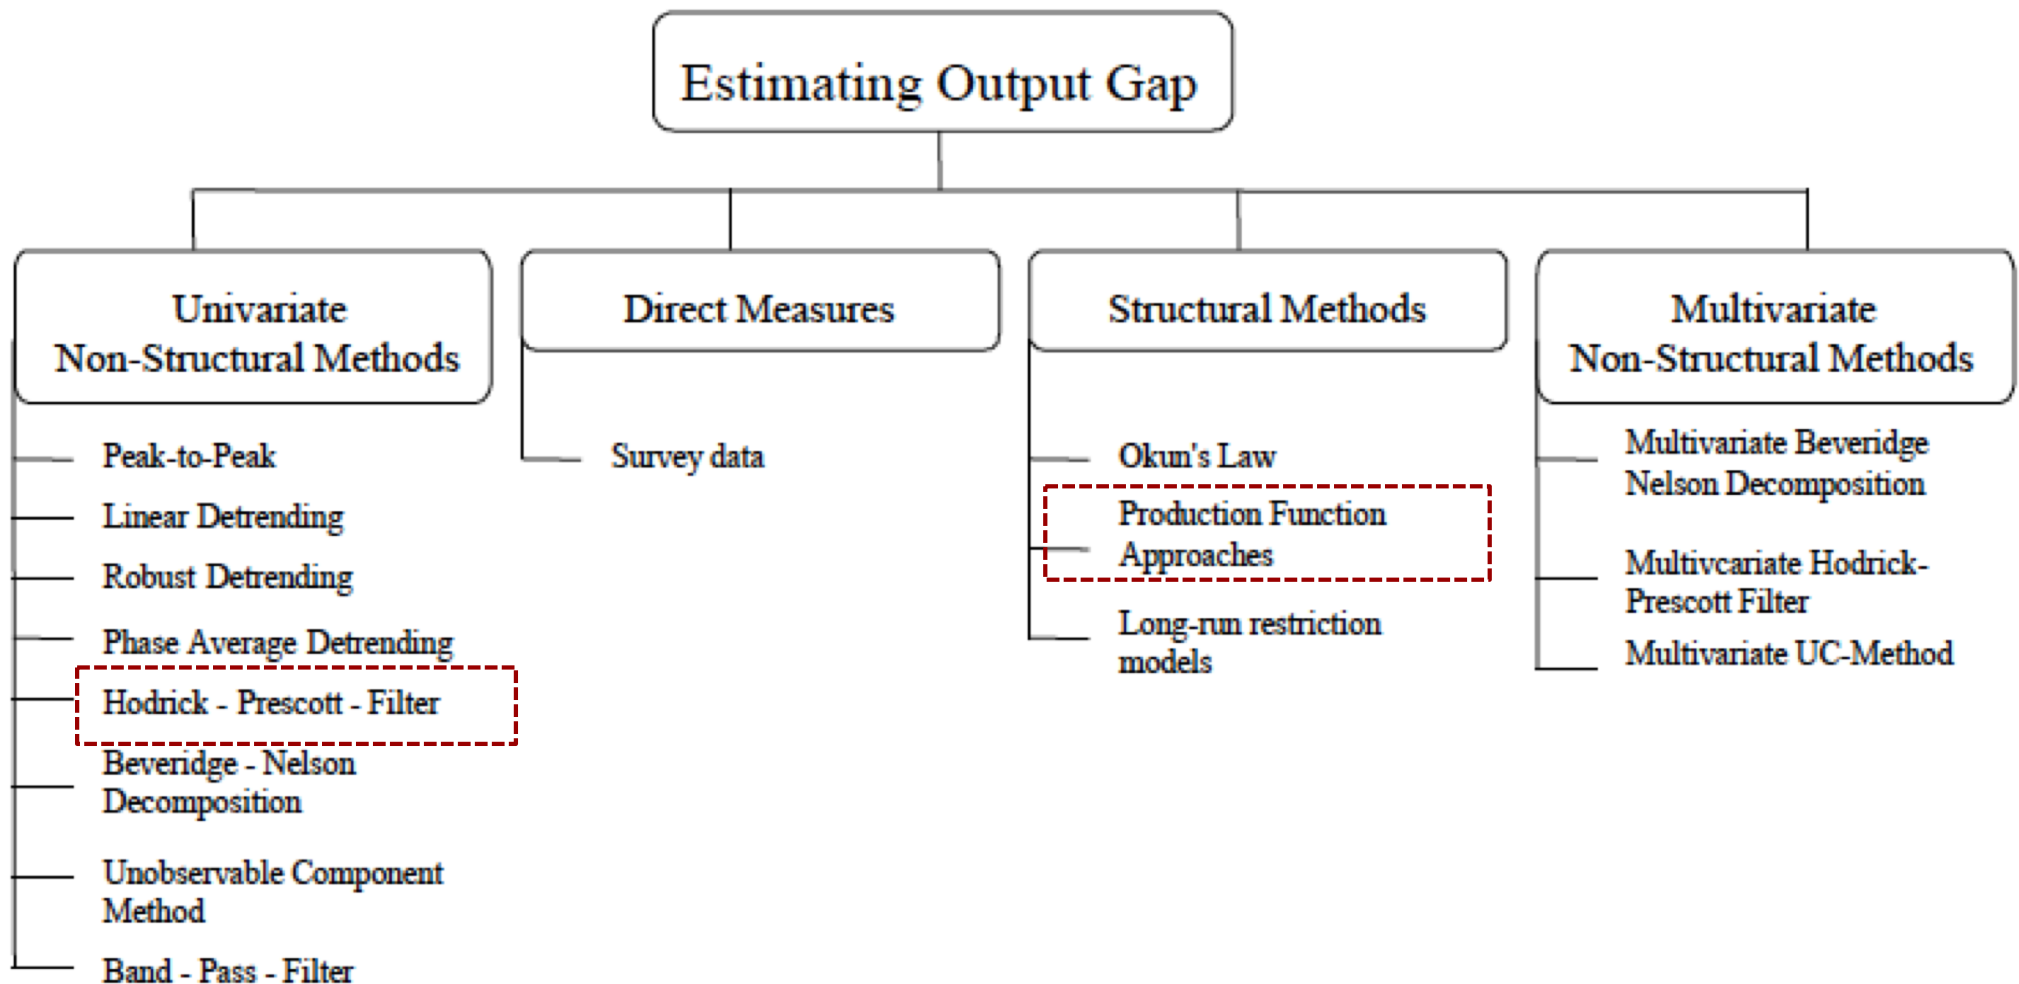 Estimating Output Gap
Univariate
Non-Structural Methods
Peak-to-Peak
Linear Detrending
Robust Detrending
Phase Average Detrending
Hodrick - Prescott - Filter
Beveridge - Nelson
Decomposition
Unobservable Component
Method
Band - Pass - Filter
Direct Measures
Survey data
Structural Methods
Okun's Law
Production Function
Approaches
Long-run restriction
models
Multivariate
Non-Structural Methods
Multivariate Beveridge
Nelson Decomposition
Multivcariate Hodrick-
Prescott Filter
Multivariate UC-Method